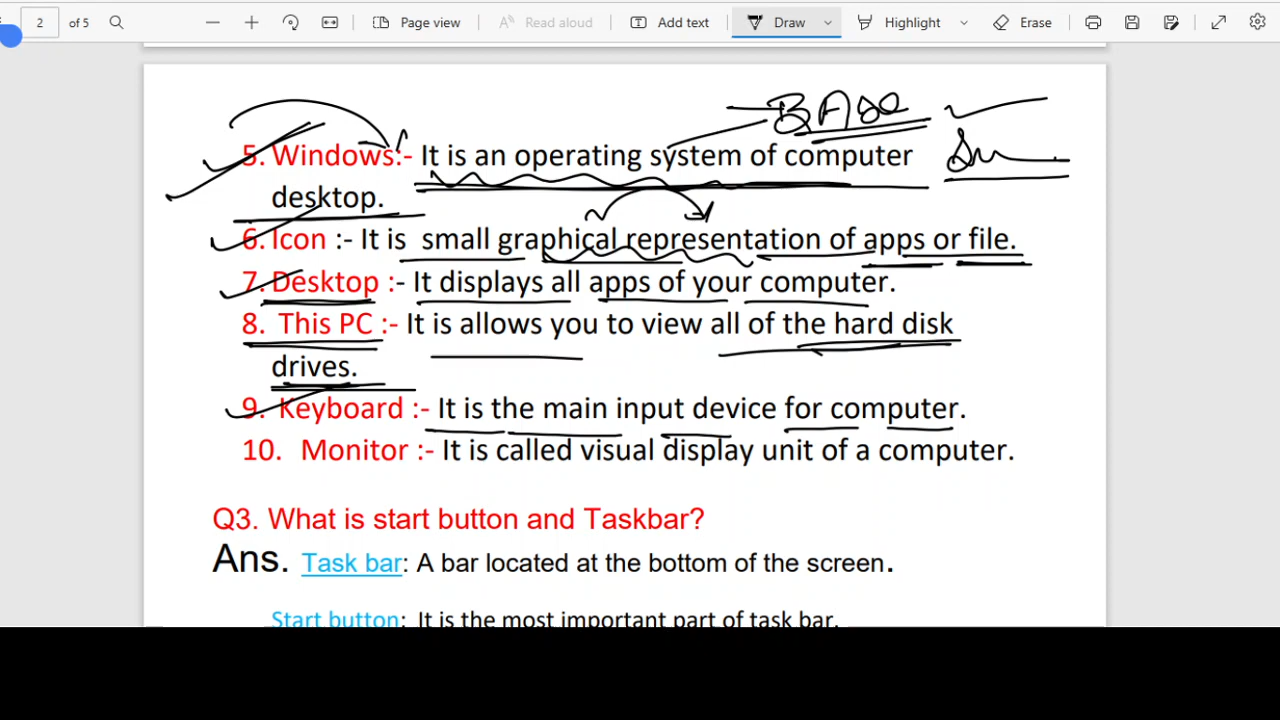 2 of 5 Page view Read aloud Add text Draw Highlight Erase
BASE
5. Windows:- It is an operating system of computer
desktop.
6. Icon :- It is small graphical representation of apps or file.
7. Desktop :- It displays all apps of your computer.
8. This PC :- It is allows you to view all of the hard disk
drives.
9. Keyboard :- It is the main input device for computer.
10. Monitor :- It is called visual display unit of a computer.
Q3. What is start button and Taskbar?
Ans. Task bar: A bar located at the bottom of the screen.
Start button: It is the most important part of task bar.